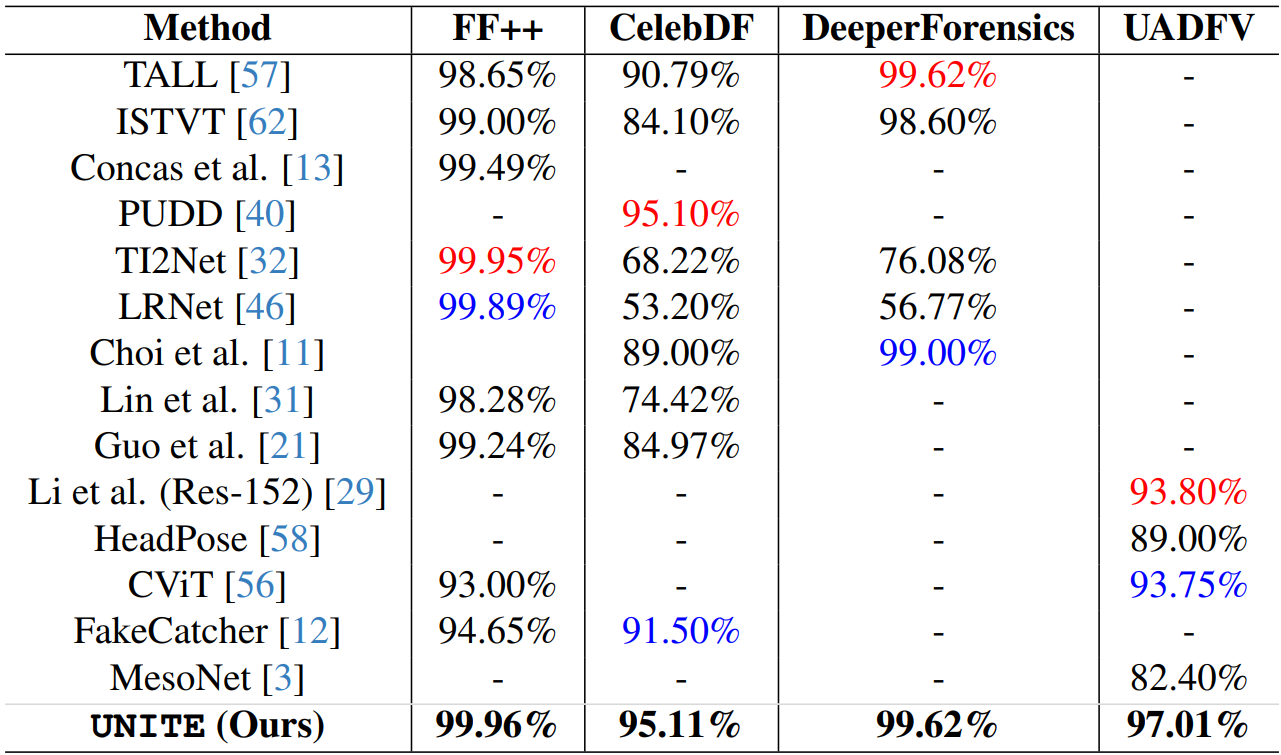 Method FF++ CelebDF DeeperForensics UADFV
TALL [57] 98.65% 90.79% 99.62% -
ISTVT [62] 99.00% 84.10% 98.60% -
Concas et al. [13] 99.49% - - -
PUDD [40] - 95.10% - -
TI2Net [32] 99.95% 68.22% 76.08% -
LRNet [46] 99.89% 53.20% 56.77% -
Choi et al. [11] 89.00% 99.00% -
Lin et al. [31] 98.28% 74.42% - -
Guo et al. [21] 99.24% 84.97% - -
Li et al. (Res-152) [29] - - - 93.80%
HeadPose [58] - - - 89.00%
CViT [56] 93.00% - - 93.75%
FakeCatcher [12] 94.65% 91.50% - -
MesoNet [3] - - - 82.40%
UNITE (Ours) 99.96% 95.11% 99.62% 97.01%